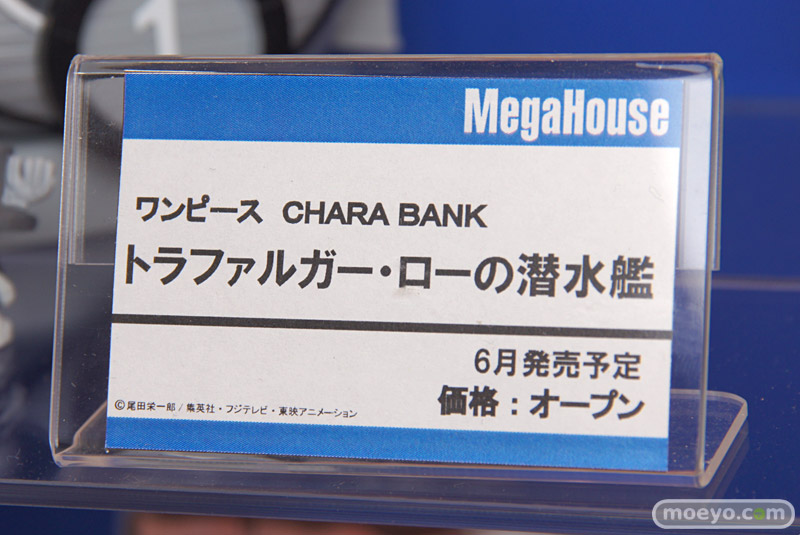 1
MegaHouse
ワンピース CHARA BANK
トラファルガー・ローの潜水艦
6月発売予定
価格：オープン
©尾田栄一郎/集英社・フジテレビ・東映アニメーション
moeyo.com